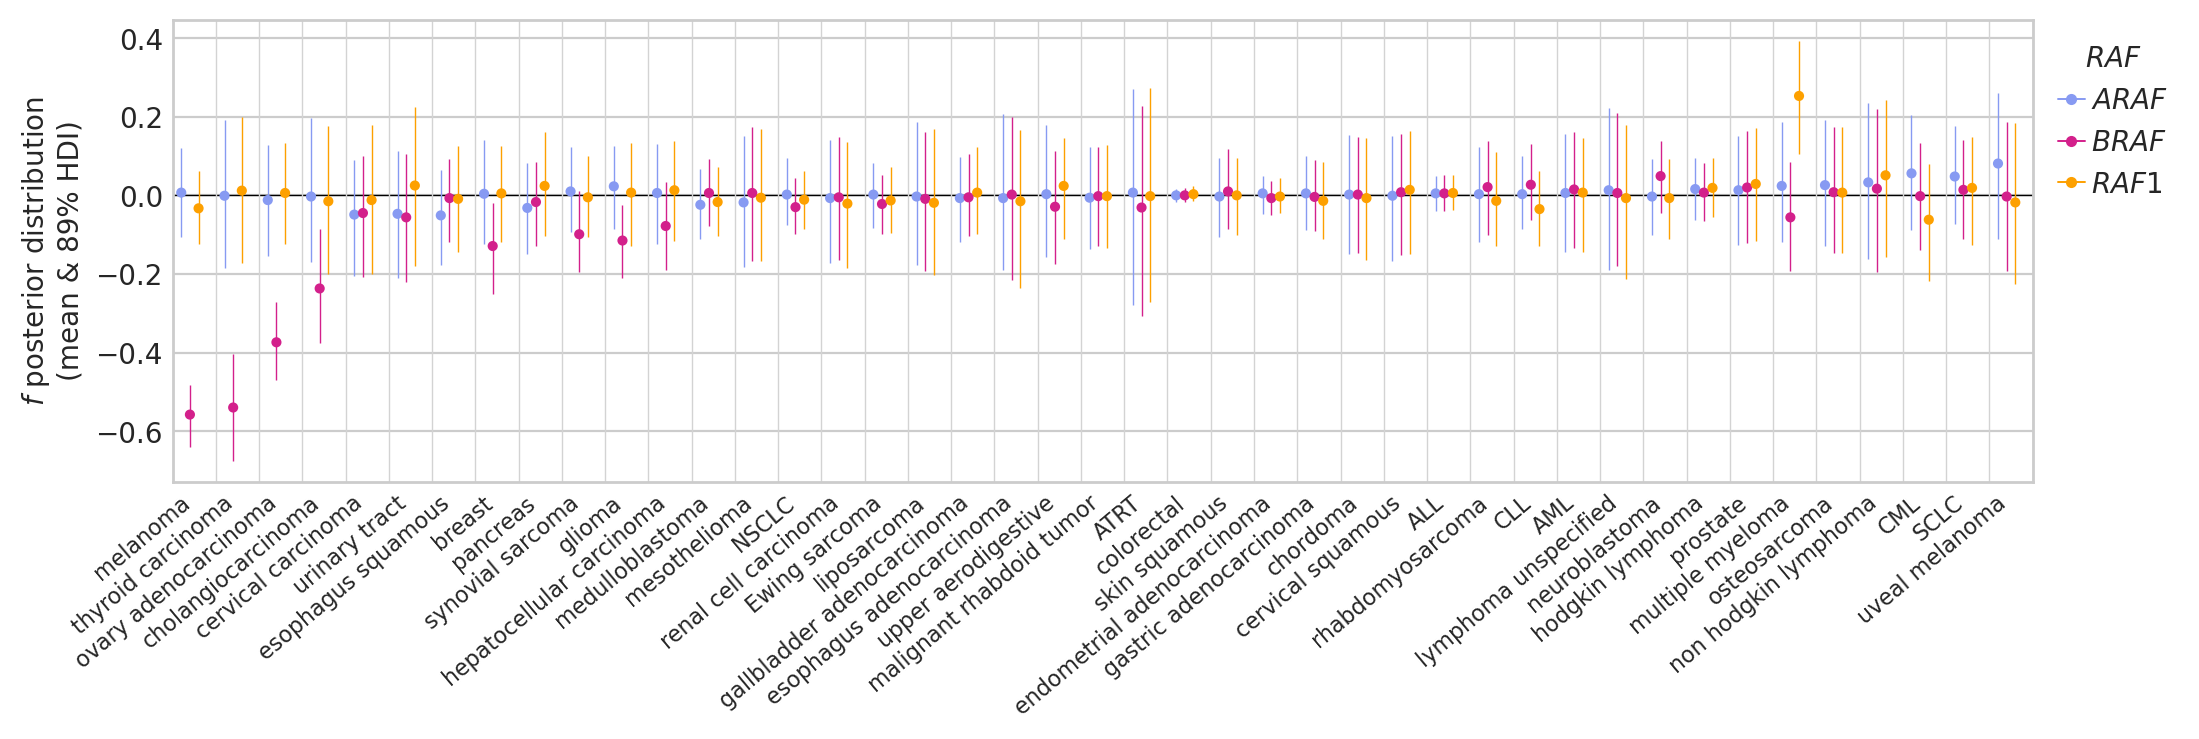 0.4
0.2
0.0
−0.2
−0.4
−0.6
f posterior distribution
(mean & 89% HDI)
RAF
ARAF
BRAF
RAF1
melanoma
thyroid carcinoma
ovary adenocarcinoma
cholangiocarcinoma
cervical carcinoma
urinary tract
esophagus squamous
breast
pancreas
synovial sarcoma
glioma
hepatocellular carcinoma
medulloblastoma
mesothelioma
NSCLC
renal cell carcinoma
Ewing sarcoma
liposarcoma
gallbladder adenocarcinoma
esophagus adenocarcinoma
upper aerodigestive
malignant rhabdoid tumor
ATRT
colorectal
skin squamous
endometrial adenocarcinoma
gastric adenocarcinoma
chordoma
cervical squamous
ALL
rhabdomyosarcoma
CLL
AML
lymphoma unspecified
neuroblastoma
hodgkin lymphoma
prostate
multiple myeloma
osteosarcoma
non hodgkin lymphoma
CML
SCLC
uveal melanoma